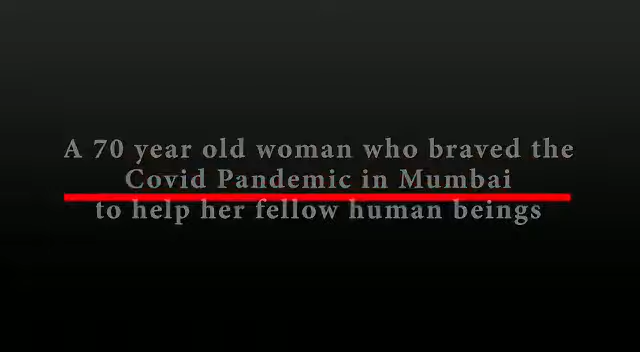 A 70 year old woman who braved the
Covid Pandemic in Mumbai
to help her fellow human beings